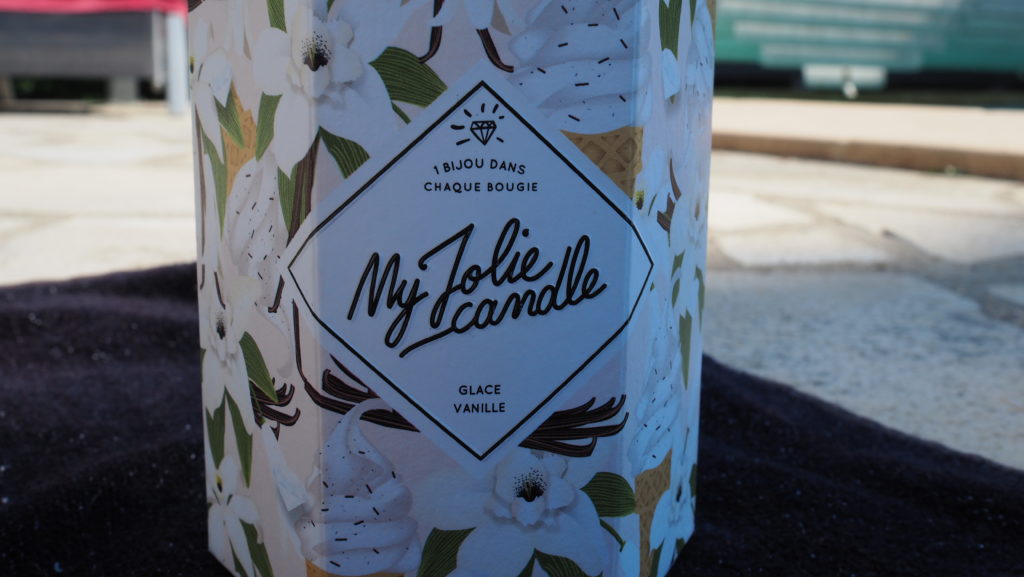 1 BIJOU DANS
CHAQUE BOUGIE
My Jolie
candle
GLACE
VANILLE